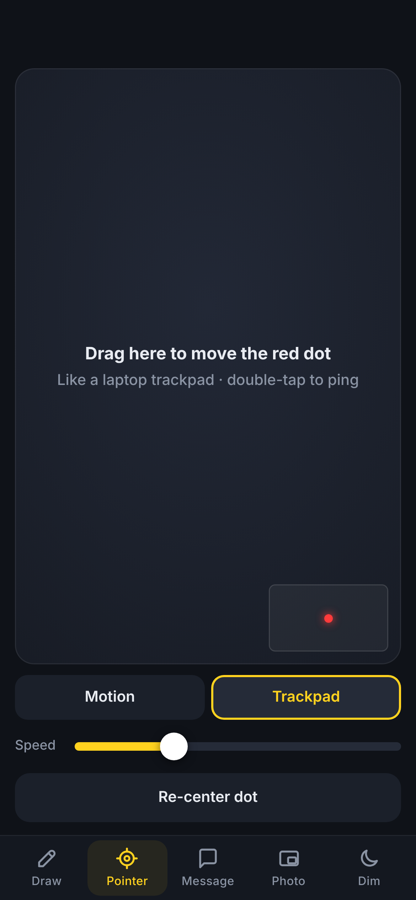 Drag here to move the red dot
Like a laptop trackpad · double-tap to ping
Motion
Trackpad
Speed
Re-center dot
Draw
Pointer
Message
Photo
Dim